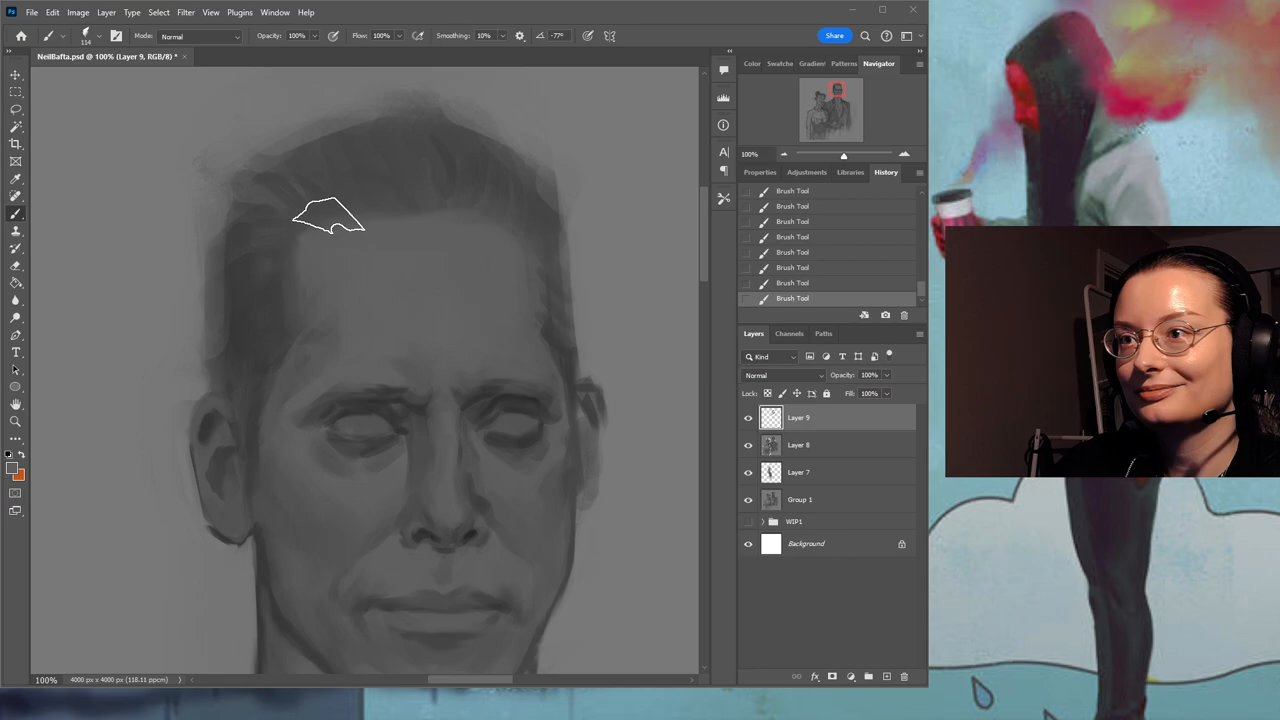 File Edit Image Layer Type Select Filter View Plugins Window Help
114 Mode: Normal Opacity: 100% Flow: 100% Smoothing: 10% -77° Share
NeilBafta.psd @ 100% (Layer 9, RGB/8) *
Color Swatche Gradien Patterns Navigator
100%
Properties Adjustments Libraries History
Brush Tool
Brush Tool
Brush Tool
Brush Tool
Brush Tool
Brush Tool
Brush Tool
Brush Tool
Layers Channels Paths
Kind
Normal Opacity: 100%
Lock: Fill: 100%
Layer 9
Layer 8
Layer 7
Group 1
WIP1
Background
100% 4000 px x 4000 px (118.11 ppcm)